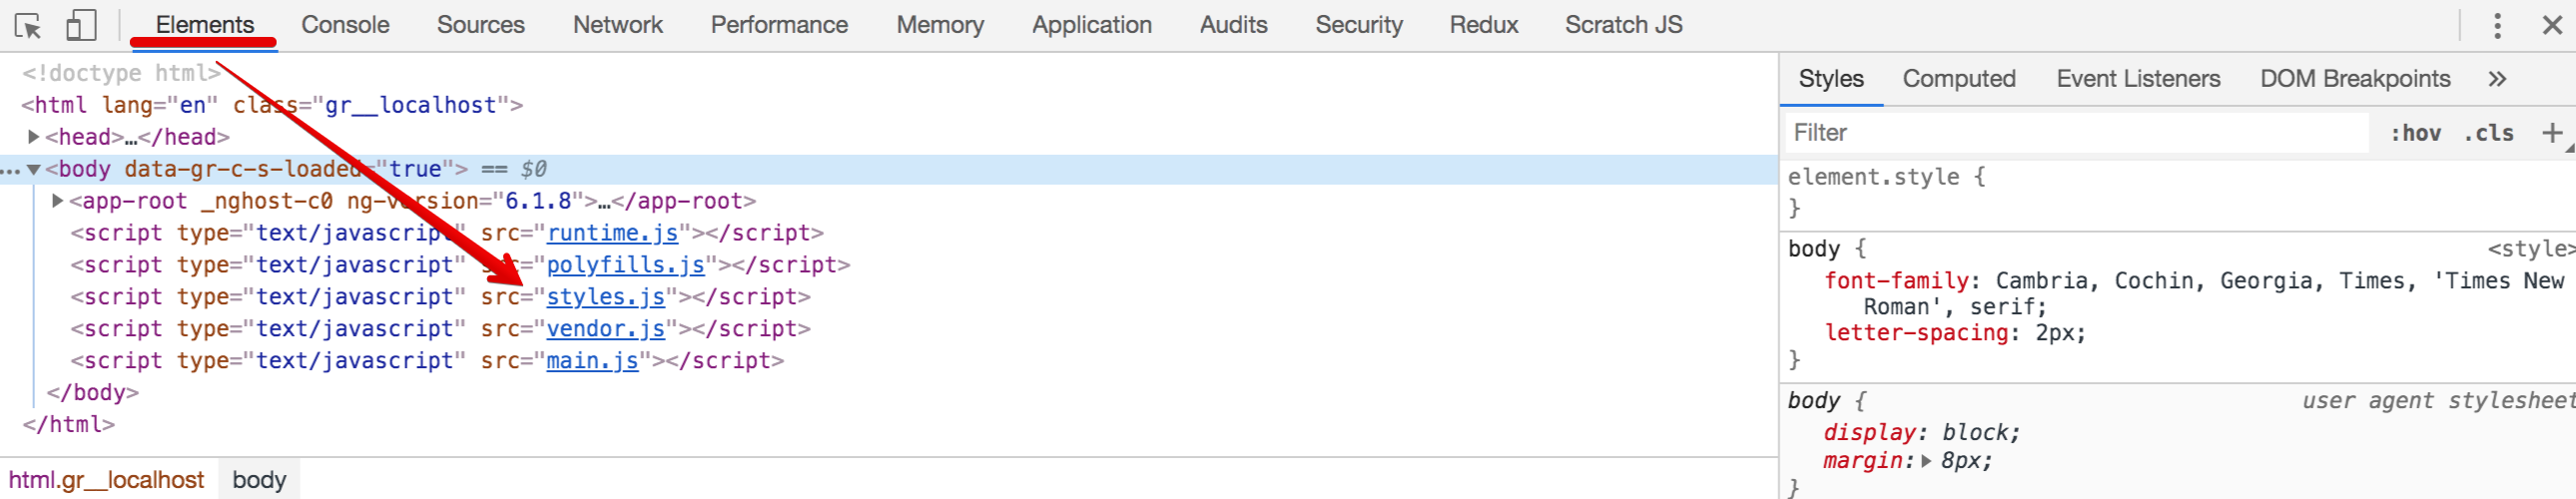 Elements Console Sources Network Performance Memory Application Audits Security Redux Scratch JS
<!doctype html>
<html lang="en" class="gr__localhost">
<head>…</head>
<body data-gr-c-s-loaded="true"> == $0
<app-root _nghost-c0 ng-version="6.1.8">…</app-root>
<script type="text/javascript" src="runtime.js"></script>
<script type="text/javascript" src="polyfills.js"></script>
<script type="text/javascript" src="styles.js"></script>
<script type="text/javascript" src="vendor.js"></script>
<script type="text/javascript" src="main.js"></script>
</body>
</html>
html.gr__localhost body
Styles Computed Event Listeners DOM Breakpoints »
Filter :hov .cls +
element.style {
}
body { <style>
font-family: Cambria, Cochin, Georgia, Times, 'Times New
Roman', serif;
letter-spacing: 2px;
}
body { user agent stylesheet
display: block;
margin: 8px;
}